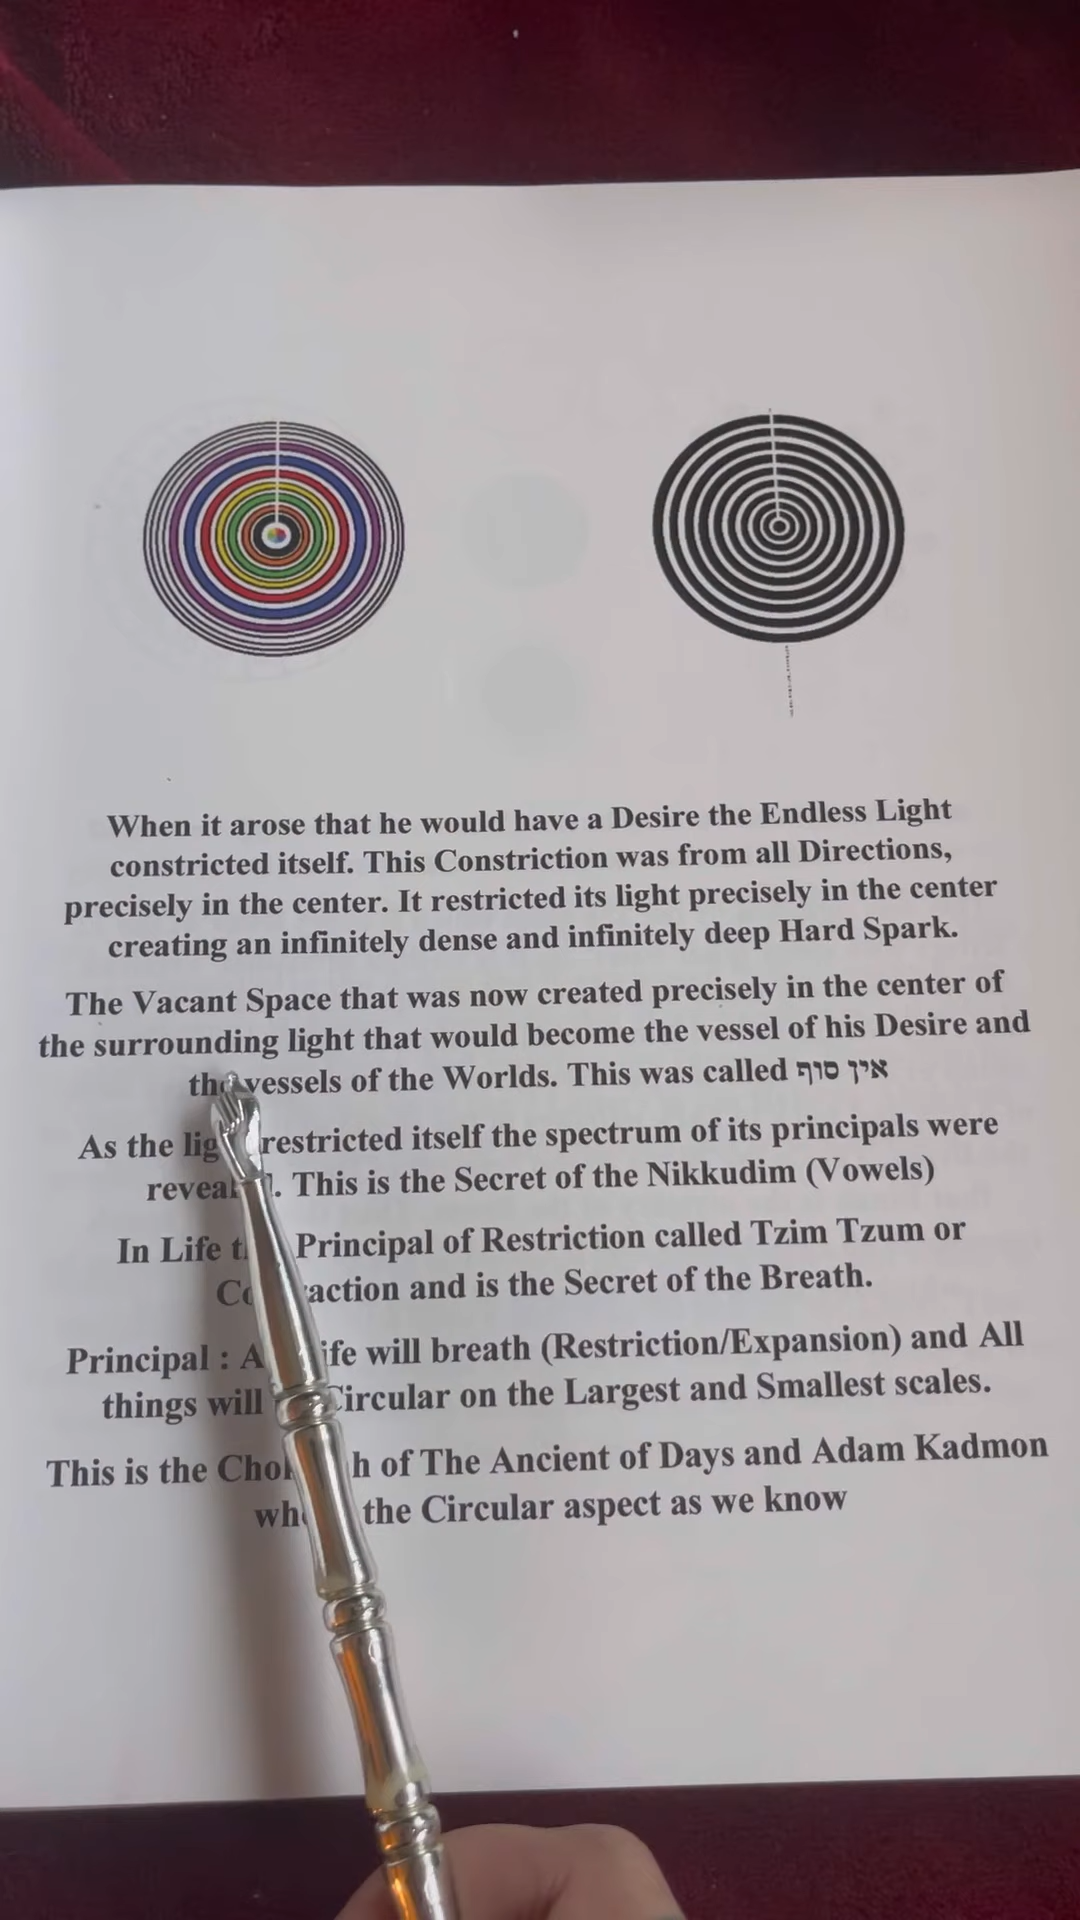 When it arose that he would have a Desire the Endless Light
constricted itself. This Constriction was from all Directions,
precisely in the center. It restricted its light precisely in the center
creating an infinitely dense and infinitely deep Hard Spark.
The Vacant Space that was now created precisely in the center of
the surrounding light that would become the vessel of his Desire and
the vessels of the Worlds. This was called אין סוף
As the restricted itself the spectrum of its principals were
This is the Secret of the Nikkudim (Vowels)
In Life Principal of Restriction called Tzim Tzum or
and is the Secret of the Breath.
Principal : will breath (Restriction/Expansion) and All
things will Circular on the Largest and Smallest scales.
This is the of The Ancient of Days and Adam Kadmon
the Circular aspect as we know